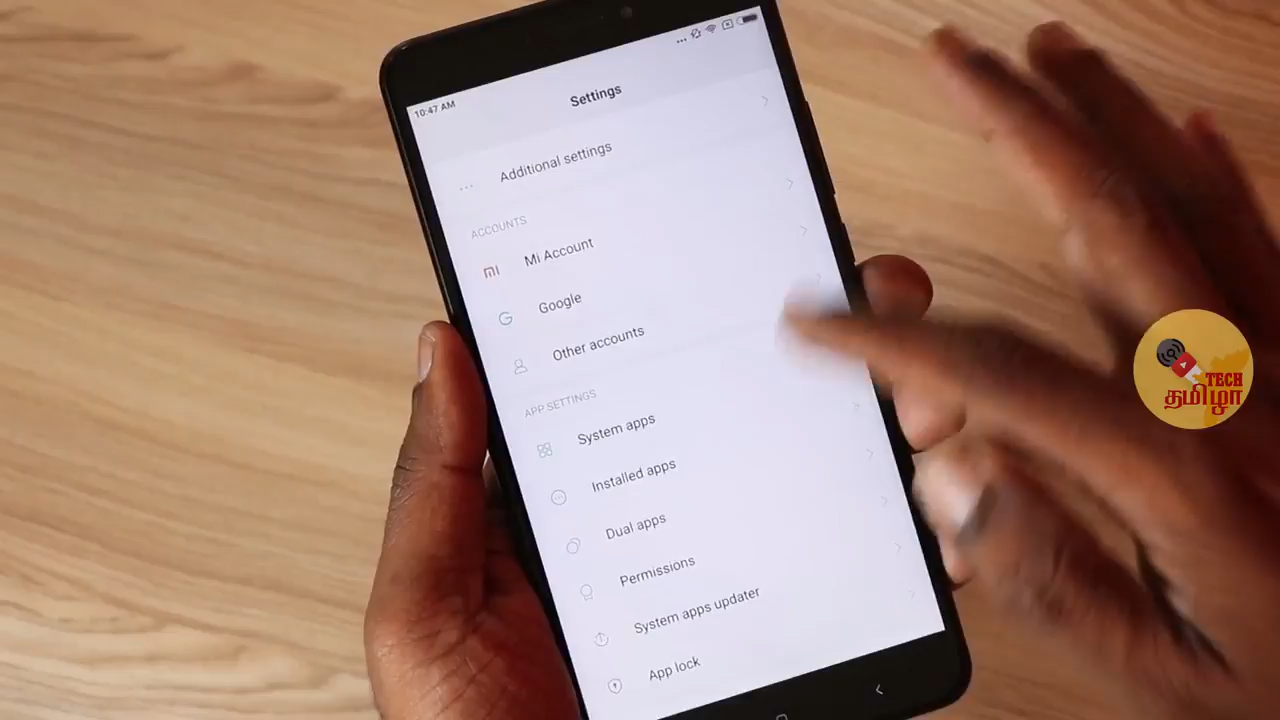 10:47 AM
Settings
Additional settings
ACCOUNTS
Mi Account
Google
Other accounts
APP SETTINGS
System apps
Installed apps
Dual apps
Permissions
System apps updater
App lock
TECH
தமிழா